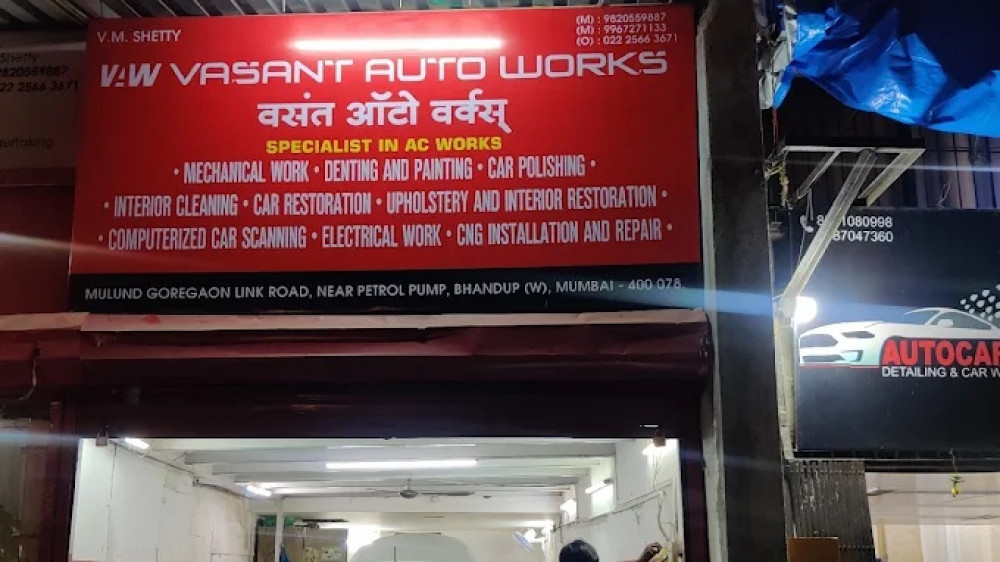 Shetty
9820559887
22 2566 3671
dertaking.
V.M. SHETTY
(M) : 9820559887
(M) : 9967271133
(O) : 022 2566 3671
VAW VASANT AUTO WORKS
वसंत ऑटो वर्क्स्
SPECIALIST IN AC WORKS
• MECHANICAL WORK • DENTING AND PAINTING • CAR POLISHING •
• INTERIOR CLEANING • CAR RESTORATION • UPHOLSTERY AND INTERIOR RESTORATION •
• COMPUTERIZED CAR SCANNING • ELECTRICAL WORK • CNG INSTALLATION AND REPAIR •
MULUND GOREGAON LINK ROAD, NEAR PETROL PUMP, BHANDUP (W), MUMBAI - 400 078.
1080998
87047360
AUTOCAR
DETAILING & CAR W